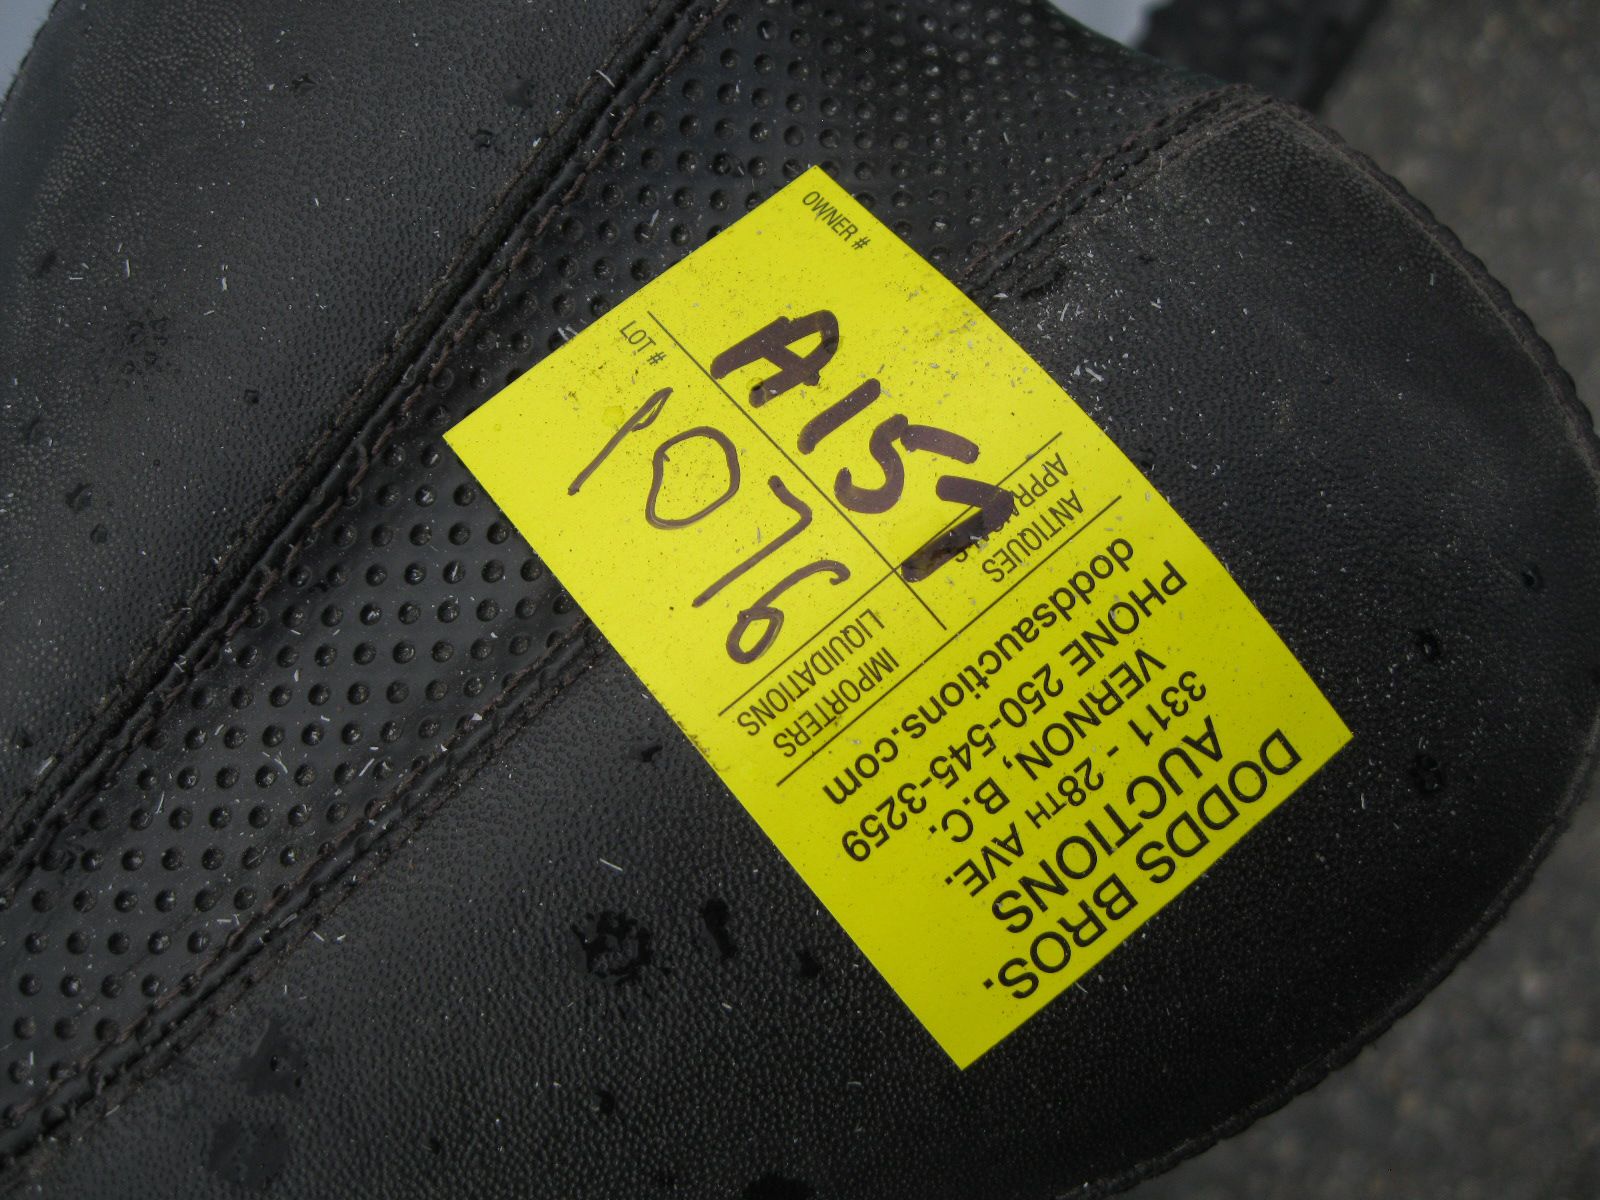 DODDS BROS.
AUCTIONS
3311 - 28TH AVE.
VERNON, B.C.
PHONE 250-545-3259
doddsauctions.com
ANTIQUES IMPORTERS
APPRAISALS LIQUIDATIONS
OWNER #
A157
LOT #
1076